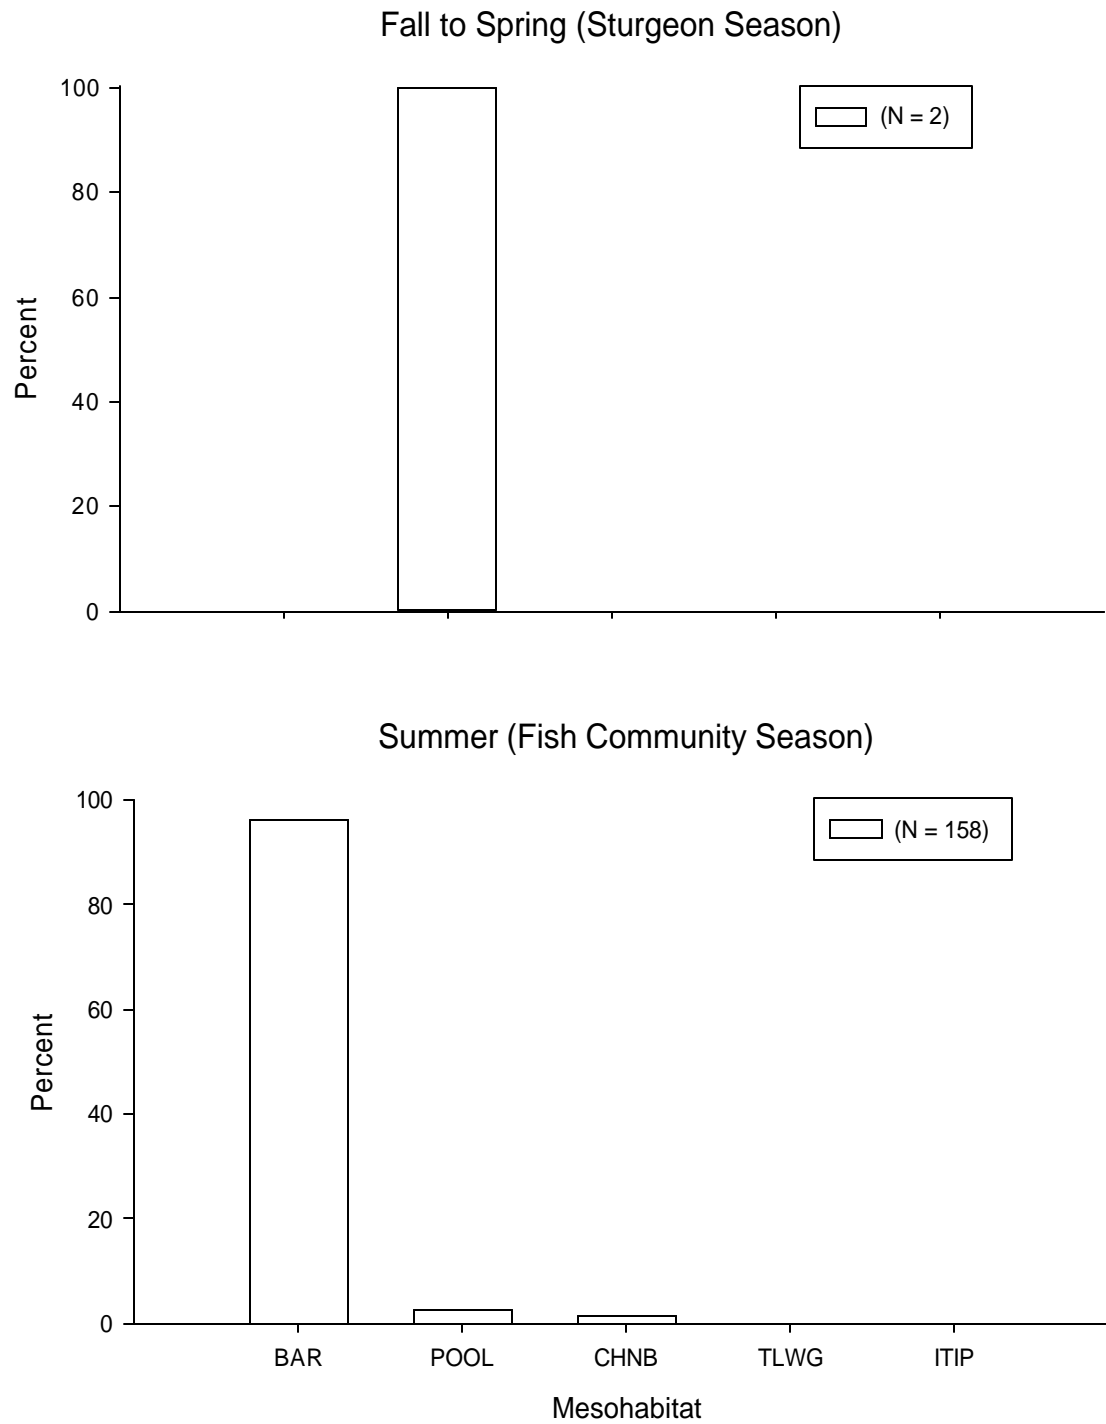 Fall to Spring (Sturgeon Season)
(N = 2)
100
80
60
40
20
0
Percent
Summer (Fish Community Season)
(N = 158)
100
80
60
40
20
0
Percent
BAR POOL CHNB TLWG ITIP
Mesohabitat